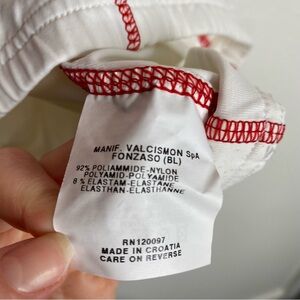 MANIF. VALCISMON SpA
FONZASO (BL)
92% POLIAMMIDE-NYLON
POLYAMID-POLYAMIDE
8% ELASTAM-ELASTANE
ELASTHAN-ELASTHANNE
RN120097
MADE IN CROATIA
CARE ON REVERSE